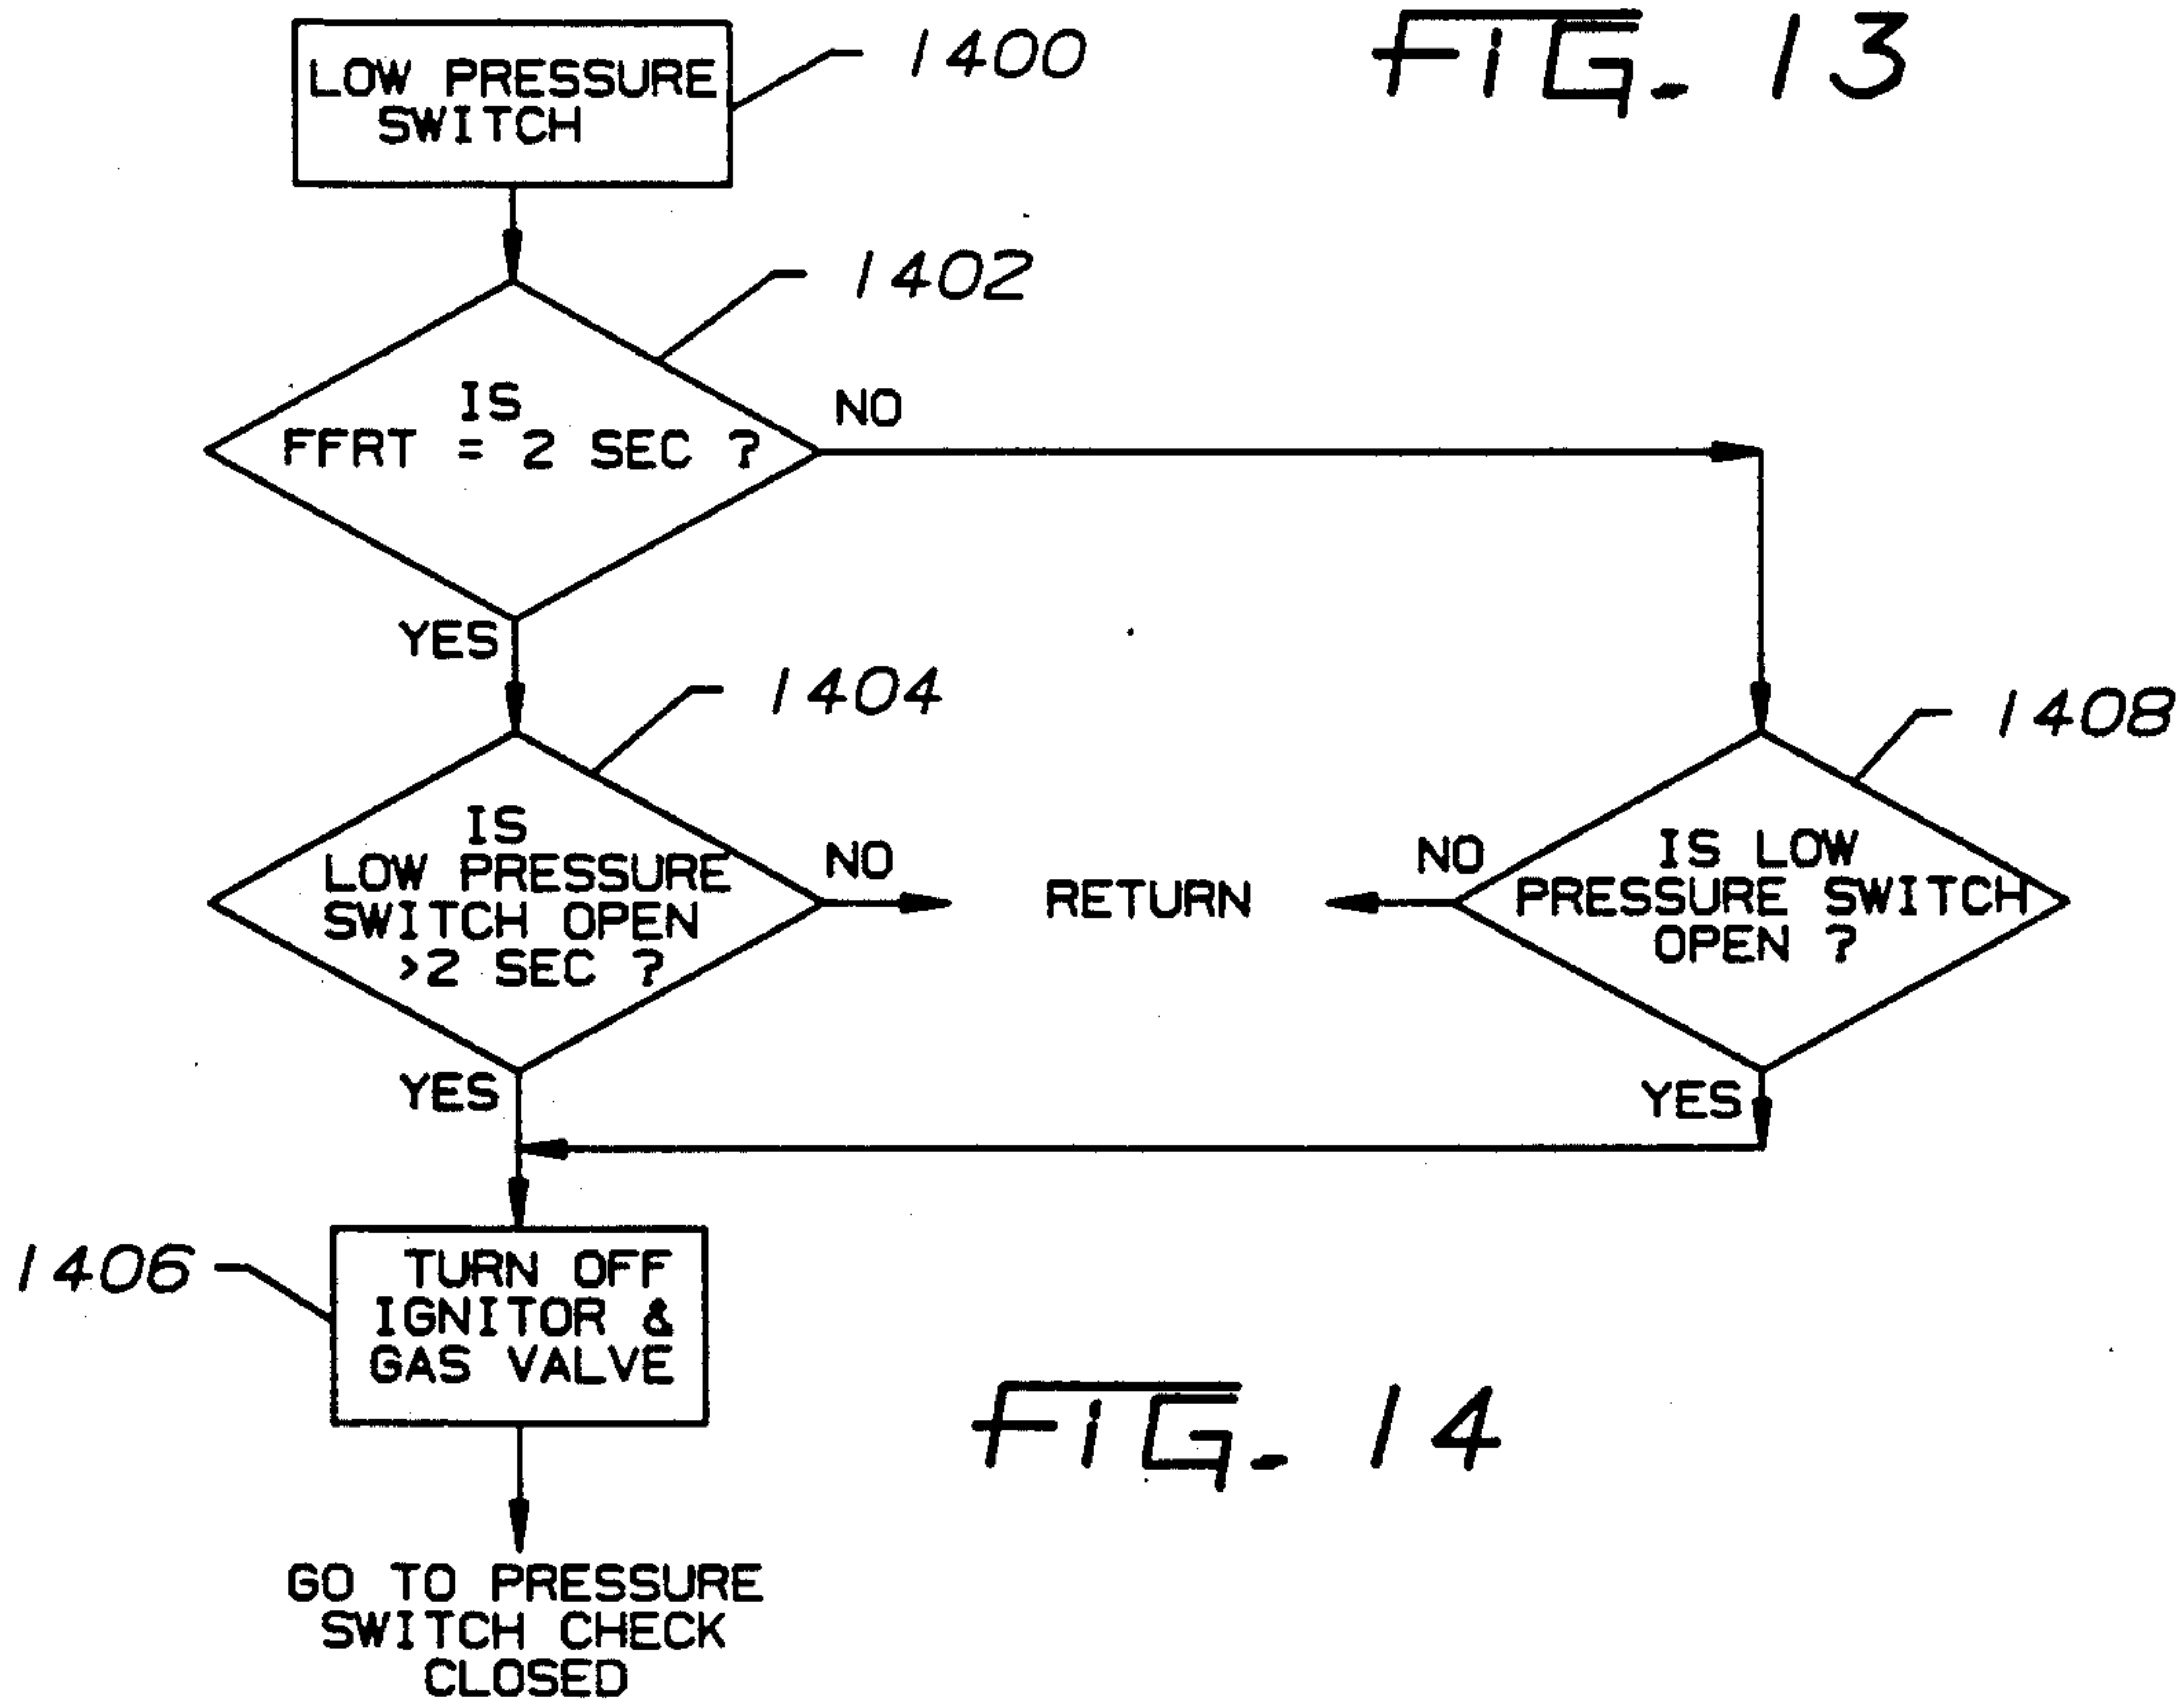 FIG. 13
LOW PRESSURE
SWITCH
1400
1402
IS
FFRT = 2 SEC ?
NO
YES
1404
1408
IS
LOW PRESSURE
SWITCH OPEN
>2 SEC ?
NO
RETURN
NO
IS LOW
PRESSURE SWITCH
OPEN ?
YES
YES
1406
TURN OFF
IGNITOR &
GAS VALVE
FIG. 14
GO TO PRESSURE
SWITCH CHECK
CLOSED